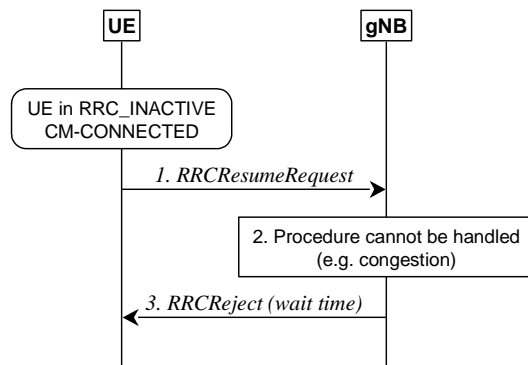 UE
gNB
UE in RRC_INACTIVE
CM-CONNECTED
1. RRCResumeRequest
2. Procedure cannot be handled
(e.g. congestion)
3. RRCReject (wait time)